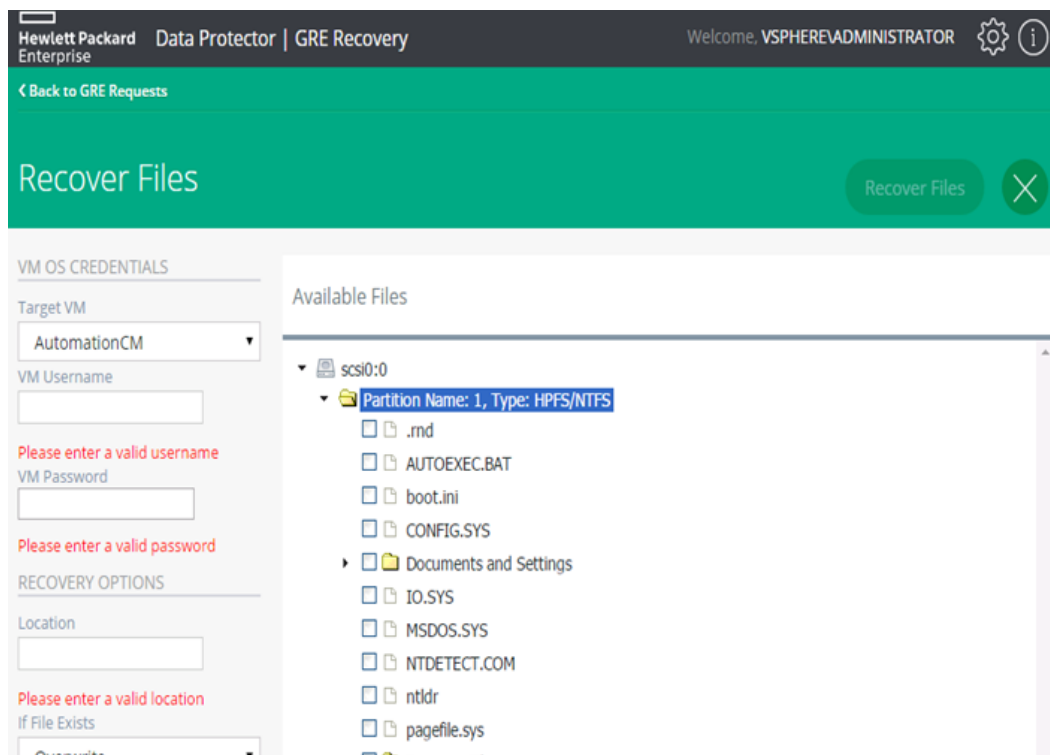 Hewlett Packard
Enterprise
Data Protector | GRE Recovery
Welcome, VSPHERE\ADMINISTRATOR
Back to GRE Requests
Recover Files
Recover Files
VM OS CREDENTIALS
Target VM
AutomationCM
VM Username
Please enter a valid username
VM Password
Please enter a valid password
RECOVERY OPTIONS
Location
Please enter a valid location
If File Exists
Overwrite
Available Files
scsi0:0
Partition Name: 1, Type: HPFS/NTFS
.rnd
AUTOEXEC.BAT
boot.ini
CONFIG.SYS
Documents and Settings
IO.SYS
MSDOS.SYS
NTDETECT.COM
ntldr
pagefile.sys